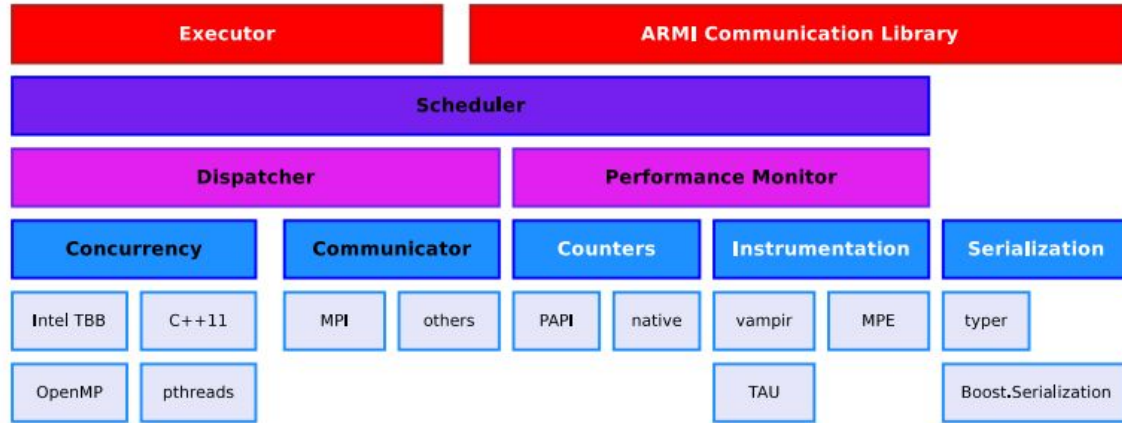 Executor
ARMI Communication Library
Scheduler
Dispatcher
Performance Monitor
Concurrency
Communicator
Counters
Instrumentation
Serialization
Intel TBB
C++11
MPI
others
PAPI
native
vampir
MPE
typer
OpenMP
pthreads
TAU
Boost.Serialization